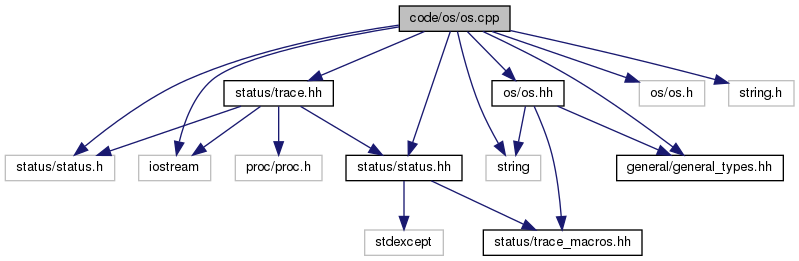 code/os/os.cpp
status/trace.hh
os/os.hh
os/os.h
string.h
status/status.h
iostream
proc/proc.h
status/status.hh
string
general/general_types.hh
stdexcept
status/trace_macros.hh